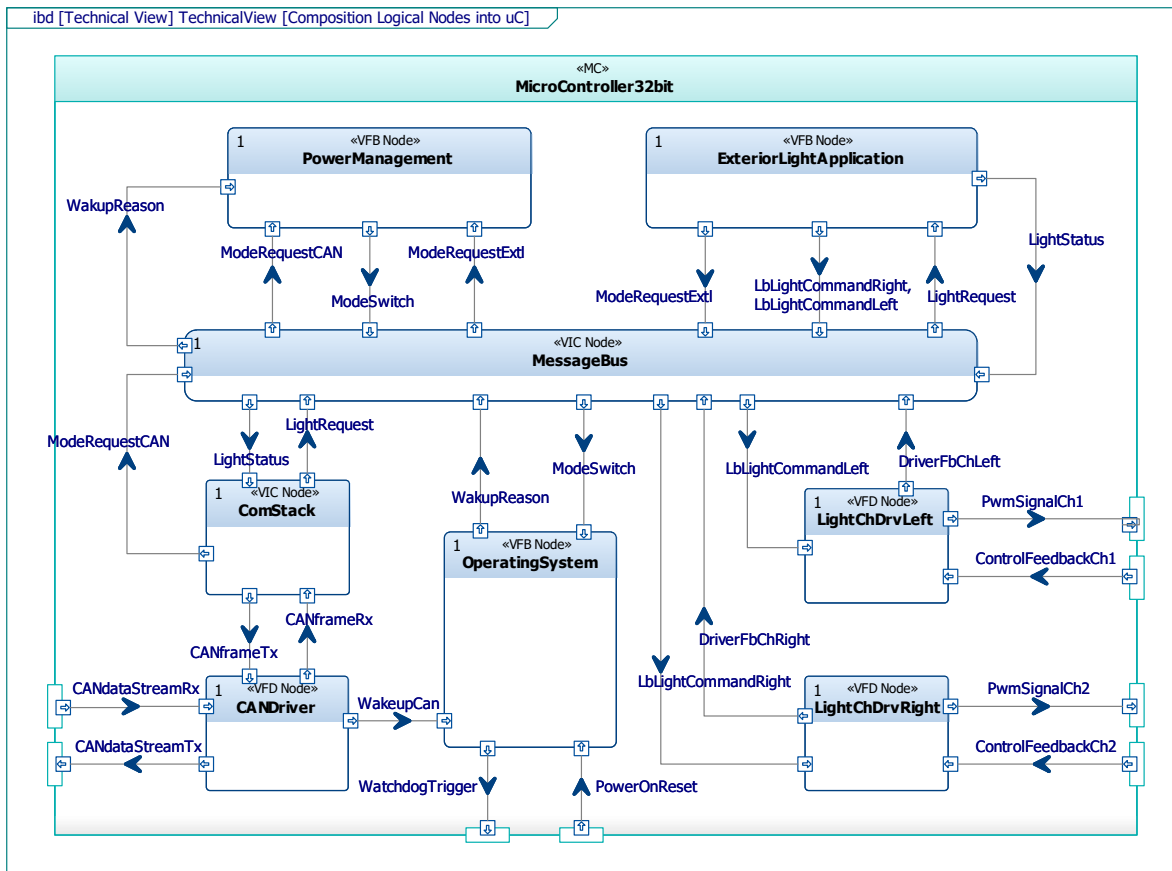 ibd [Technical View] TechnicalView [Composition Logical Nodes into uC]
«MC»
MicroController32bit
1
«VFB Node»
PowerManagement
1
«VFB Node»
ExteriorLightApplication
WakupReason
ModeRequestCAN
ModeSwitch
ModeRequestExtl
ModeRequestExtl
LbLightCommandRight,
LbLightCommandLeft
LightRequest
LightStatus
1
«VIC Node»
MessageBus
ModeRequestCAN
LightStatus
LightRequest
WakupReason
ModeSwitch
LbLightCommandLeft
DriverFbChLeft
1
«VIC Node»
ComStack
1
«VFB Node»
OperatingSystem
1
«VFD Node»
LightChDrvLeft
PwmSignalCh1
ControlFeedbackCh1
CANframeTx
CANframeRx
DriverFbChRight
LbLightCommandRight
CANdataStreamRx
CANdataStreamTx
1
«VFD Node»
CANDriver
WakeupCan
1
«VFD Node»
LightChDrvRight
PwmSignalCh2
ControlFeedbackCh2
WatchdogTrigger
PowerOnReset